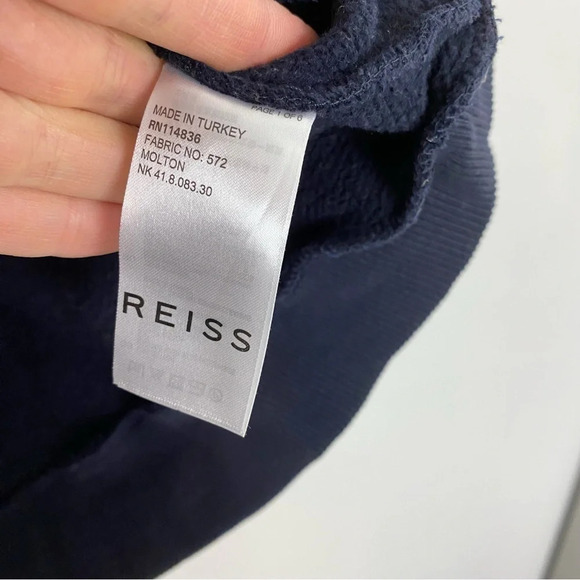 PAGE 1 OF 6
MADE IN TURKEY
RN114836
FABRIC NO: 572
MOLTON
NK 41.8.083.30
REISS